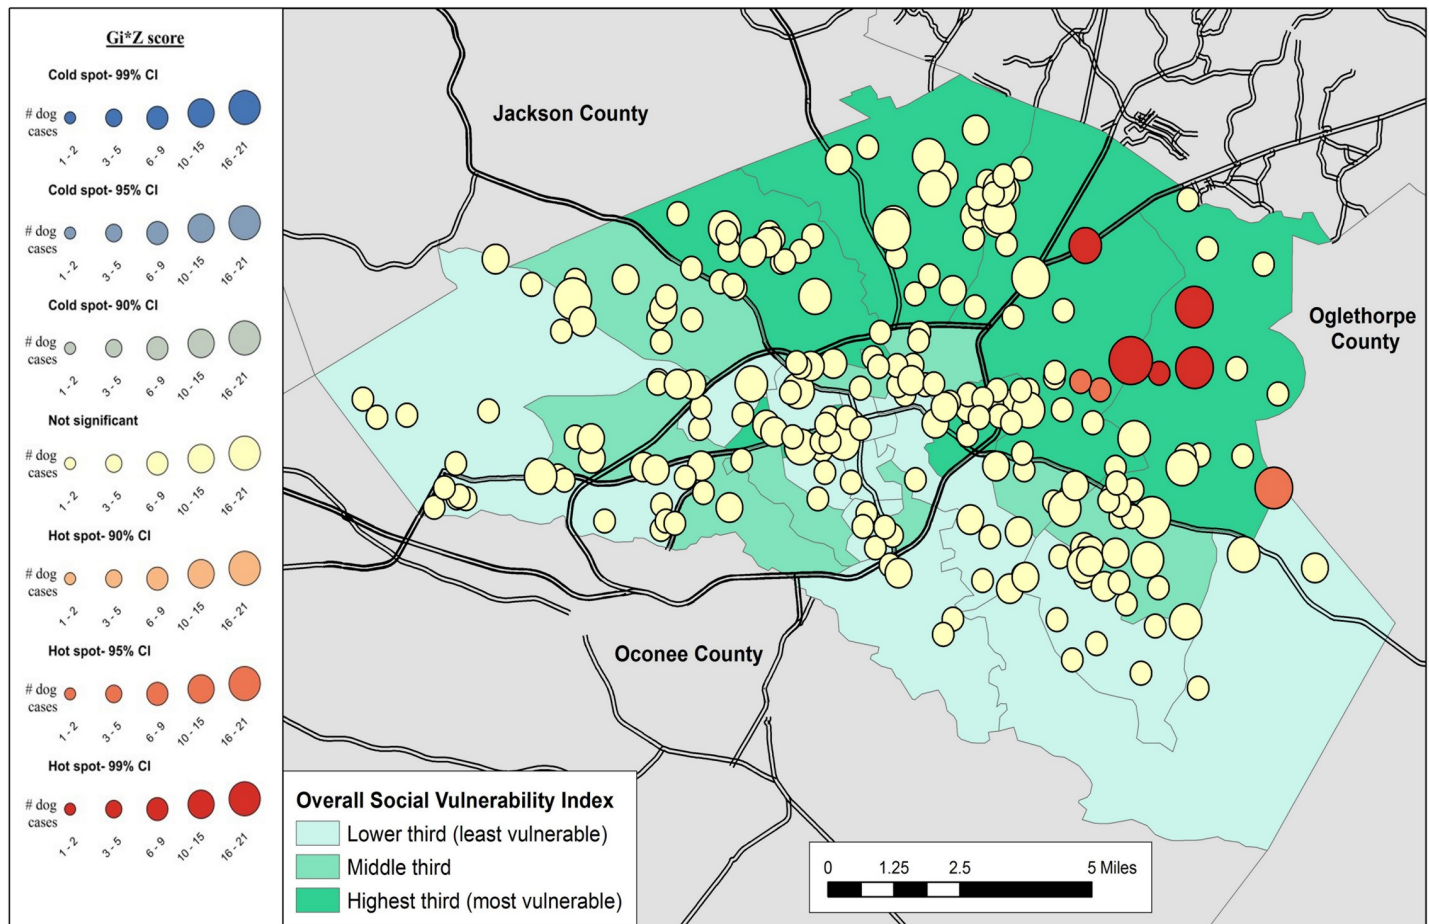 Gi*Z score
Cold spot- 99% CI
# dog
cases
1 - 2
3 - 5
6 - 9
10 - 15
16 - 21
Cold spot- 95% CI
# dog
cases
1 - 2
3 - 5
6 - 9
10 - 15
16 - 21
Cold spot- 90% CI
# dog
cases
1 - 2
3 - 5
6 - 9
10 - 15
16 - 21
Not significant
# dog
cases
1 - 2
3 - 5
6 - 9
10 - 15
16 - 21
Hot spot- 90% CI
# dog
cases
1 - 2
3 - 5
6 - 9
10 - 15
16 - 21
Hot spot- 95% CI
# dog
cases
1 - 2
3 - 5
6 - 9
10 - 15
16 - 21
Hot spot- 99% CI
# dog
cases
1 - 2
3 - 5
6 - 9
10 - 15
16 - 21
Jackson County
Oglethorpe
County
Oconee County
Overall Social Vulnerability Index
Lower third (least vulnerable)
Middle third
Highest third (most vulnerable)
0 1.25 2.5 5 Miles